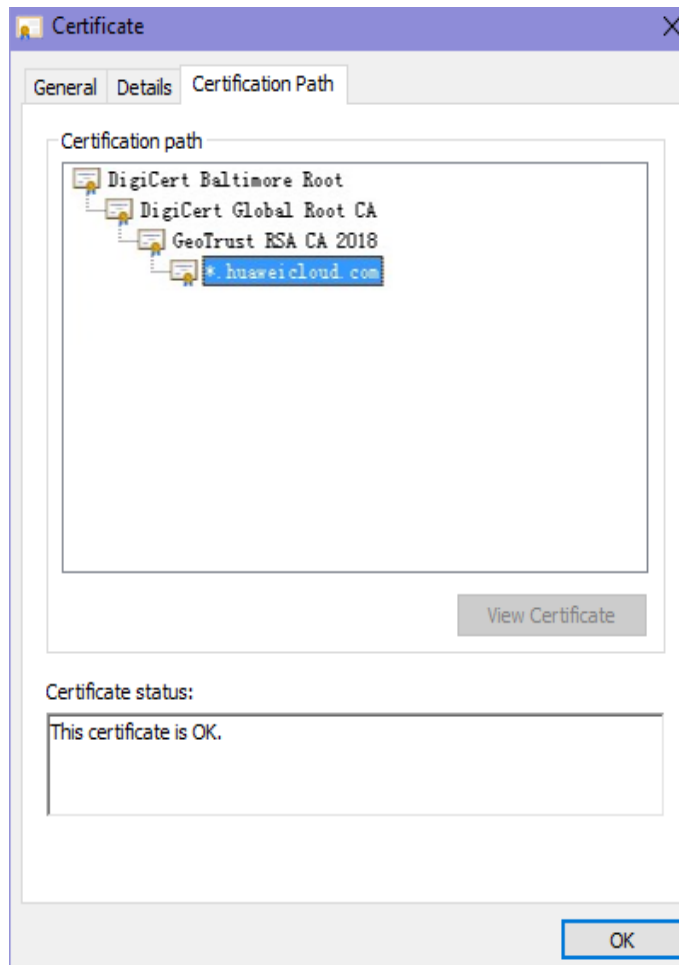 Certificate
General Details Certification Path
Certification path
DigiCert Baltimore Root
DigiCert Global Root CA
GeoTrust RSA CA 2018
*.huaweicloud.com
View Certificate
Certificate status:
This certificate is OK.
OK